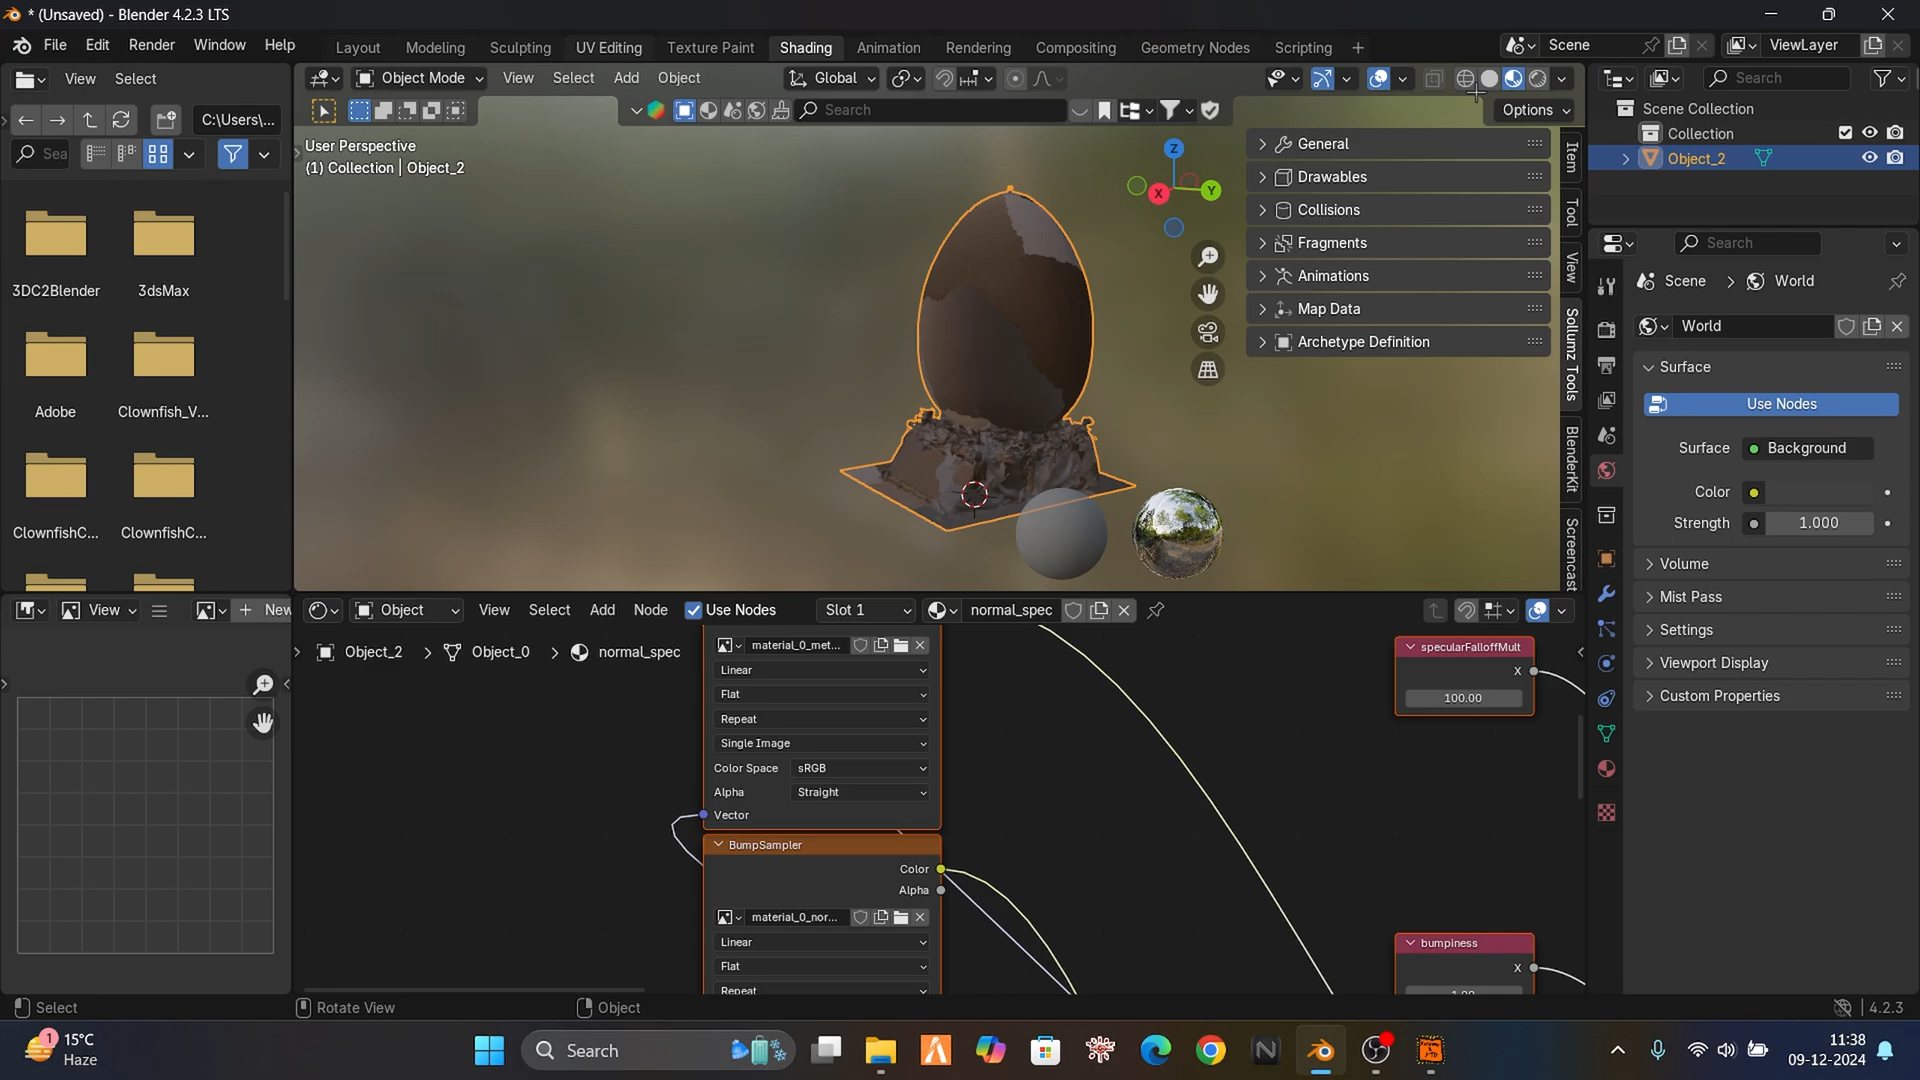 * (Unsaved) - Blender 4.2.3 LTS
File Edit Render Window Help Layout Modeling Sculpting UV Editing Texture Paint Shading Animation Rendering Compositing Geometry Nodes Scripting + Scene ViewLayer
View Select Object Mode View Select Add Object Global Search
C:\Users\... Search Options
Sea
User Perspective
(1) Collection | Object_2
Z
Y
X
3DC2Blender 3dsMax
Adobe Clownfish_V...
ClownfishC... ClownfishC...
General
Drawables
Collisions
Fragments
Animations
Map Data
Archetype Definition
Item
Tool
View
Sollumz Tools
BlenderKit
Screencast
Scene Collection
Collection
Object_2
Search
Scene > World
World
Surface
Use Nodes
Surface Background
Color
Strength 1.000
Volume
Mist Pass
Settings
Viewport Display
Custom Properties
View New
Object View Select Add Node Use Nodes Slot 1 normal_spec
Object_2 > Object_0 > normal_spec
material_0_met...
Linear
Flat
Repeat
Single Image
Color Space sRGB
Alpha Straight
Vector
BumpSampler
Color
Alpha
material_0_nor...
Linear
Flat
Repeat
specularFalloffMult
X
100.00
bumpiness
X
1.00
Select Rotate View Object 4.2.3
15°C
Haze
1
Search
11:38
09-12-2024